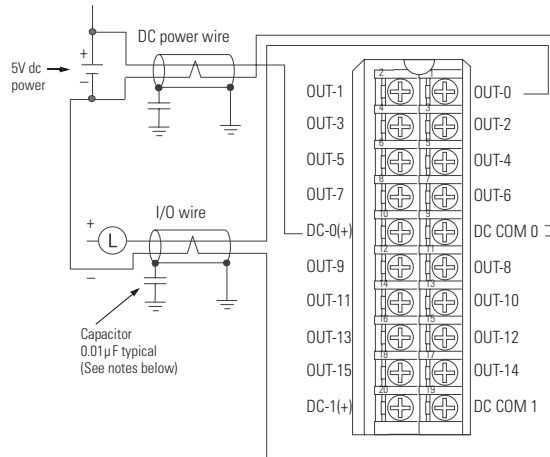 DC power wire
+
5V dc
power
–
I/O wire
+
L
–
Capacitor
0.01µF typical
(See notes below)
2 1
OUT-1 OUT-0
4 3
OUT-3 OUT-2
6 5
OUT-5 OUT-4
8 7
OUT-7 OUT-6
10 9
DC-0(+) DC COM 0
12 11
OUT-9 OUT-8
14 13
OUT-11 OUT-10
16 15
OUT-13 OUT-12
18 17
OUT-15 OUT-14
20 19
DC-1(+) DC COM 1